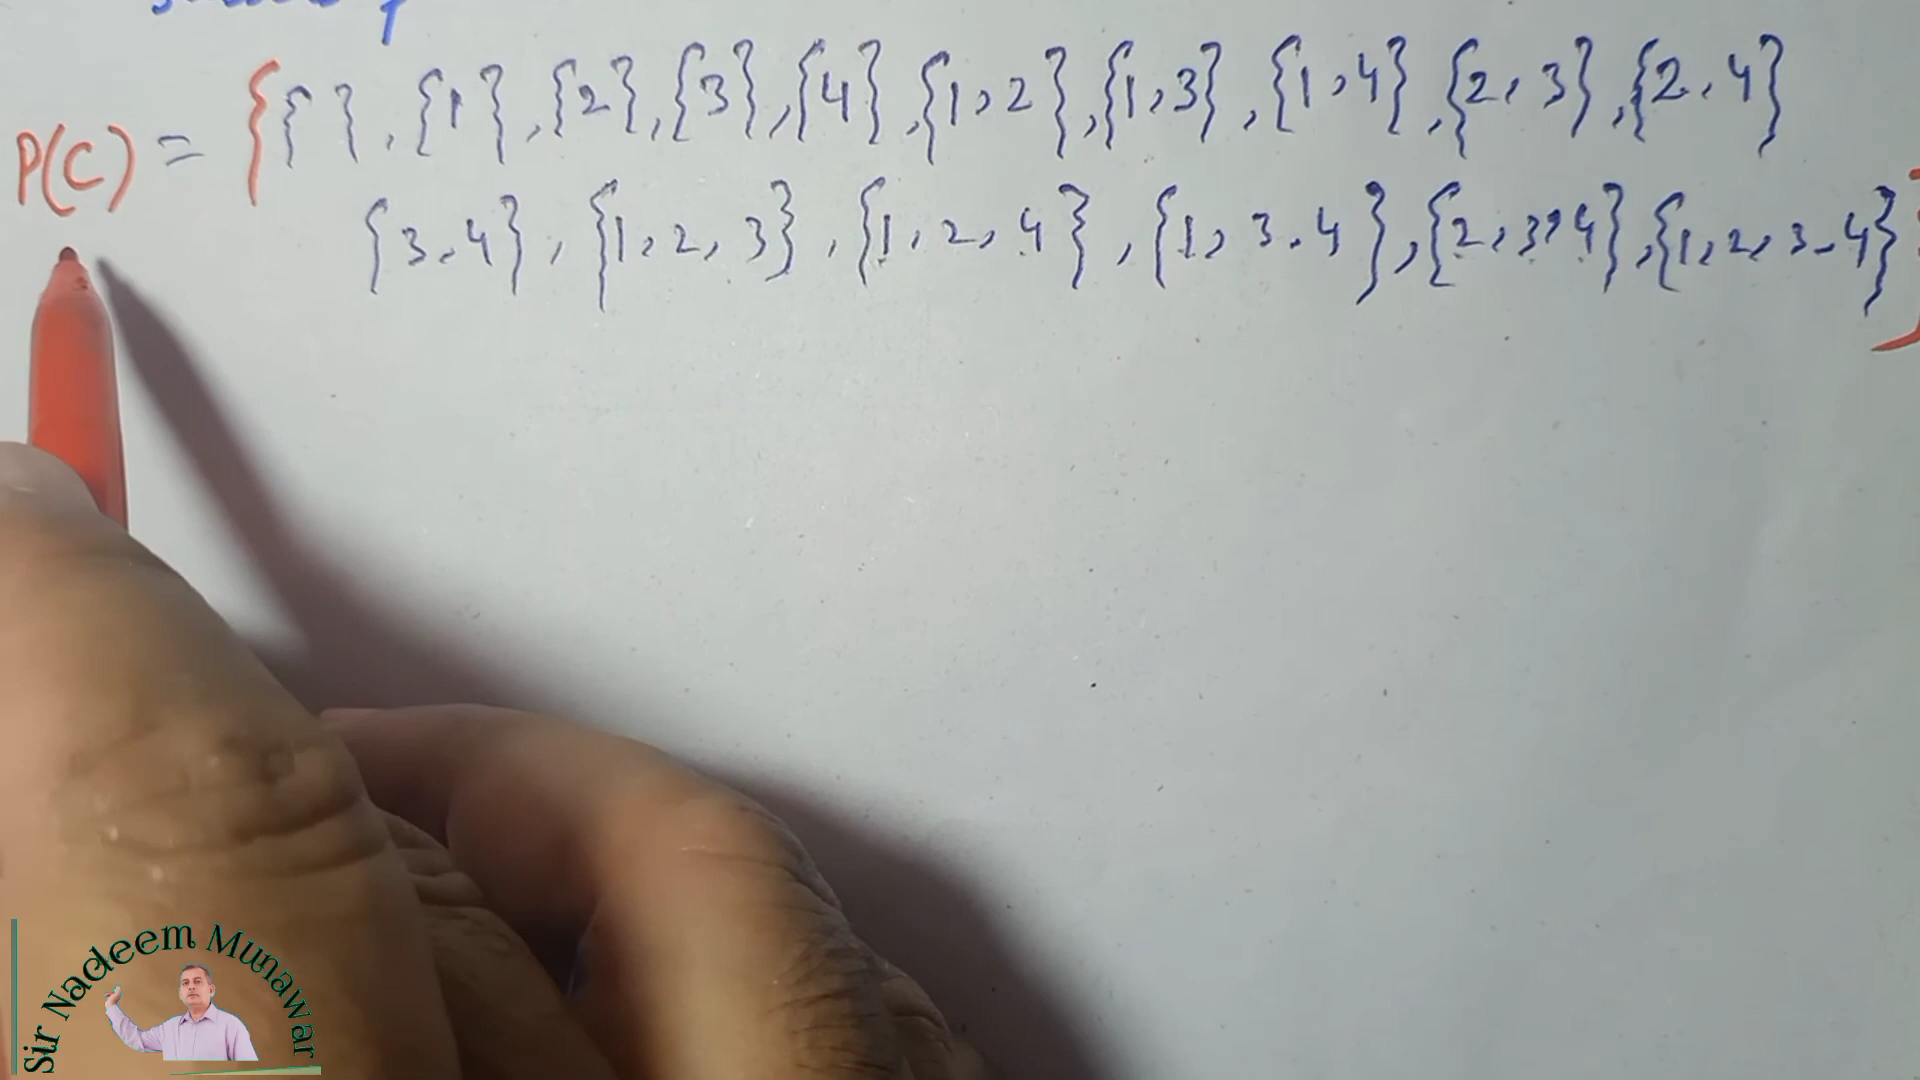 P(C) = { { }, {1}, {2}, {3}, {4}, {1,2}, {1,3}, {1,4}, {2,3}, {2,4}
{3,4}, {1,2,3}, {1,2,4}, {1,3,4}, {2,3,4}, {1,2,3,4} }
Sir Nadeem Munawar